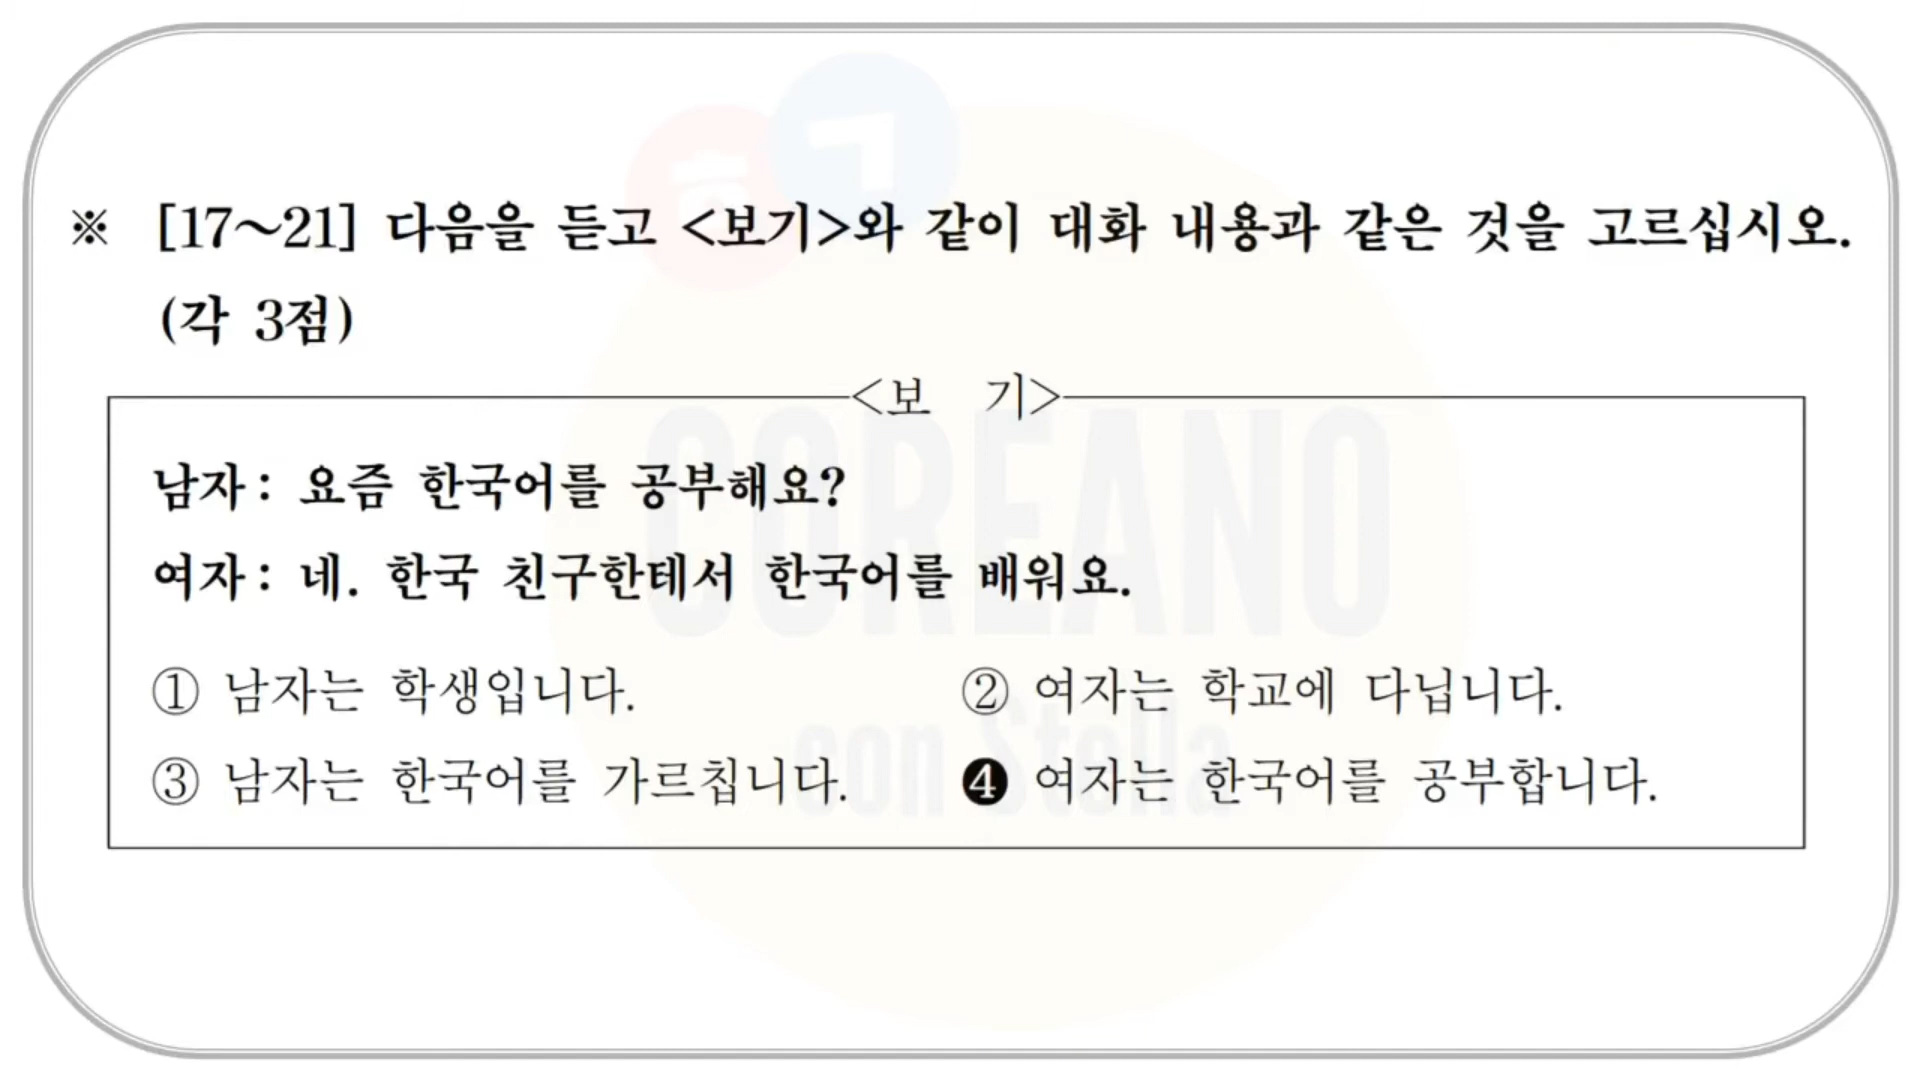 ※ [17～21] 다음을 듣고 <보기>와 같이 대화 내용과 같은 것을 고르십시오.
(각 3점)
<보 기>
남자: 요즘 한국어를 공부해요?
여자: 네. 한국 친구한테서 한국어를 배워요.
① 남자는 학생입니다. ② 여자는 학교에 다닙니다.
③ 남자는 한국어를 가르칩니다. ❹ 여자는 한국어를 공부합니다.
ㄱ
COREANO
con Stella